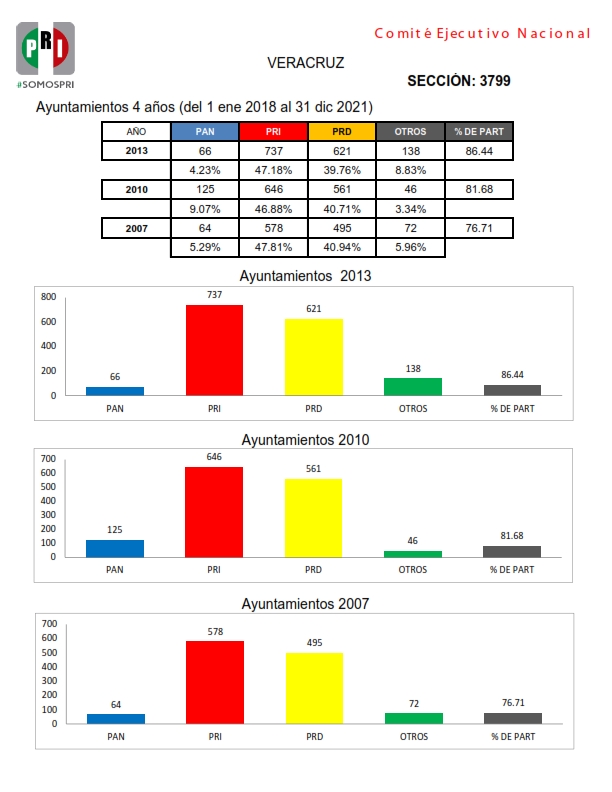 Comité Ejecutivo Nacional
PRI
#SOMOSPRI
VERACRUZ
SECCIÓN: 3799
Ayuntamientos 4 años (del 1 ene 2018 al 31 dic 2021)
AÑO PAN PRI PRD OTROS % DE PART
2013 66 737 621 138 86.44
4.23% 47.18% 39.76% 8.83%
2010 125 646 561 46 81.68
9.07% 46.88% 40.71% 3.34%
2007 64 578 495 72 76.71
5.29% 47.81% 40.94% 5.96%
Ayuntamientos 2013
800
600
400
200
0
66 737 621 138 86.44
PAN PRI PRD OTROS % DE PART
Ayuntamientos 2010
700
600
500
400
300
200
100
0
125 646 561 46 81.68
PAN PRI PRD OTROS % DE PART
Ayuntamientos 2007
700
600
500
400
300
200
100
0
64 578 495 72 76.71
PAN PRI PRD OTROS % DE PART